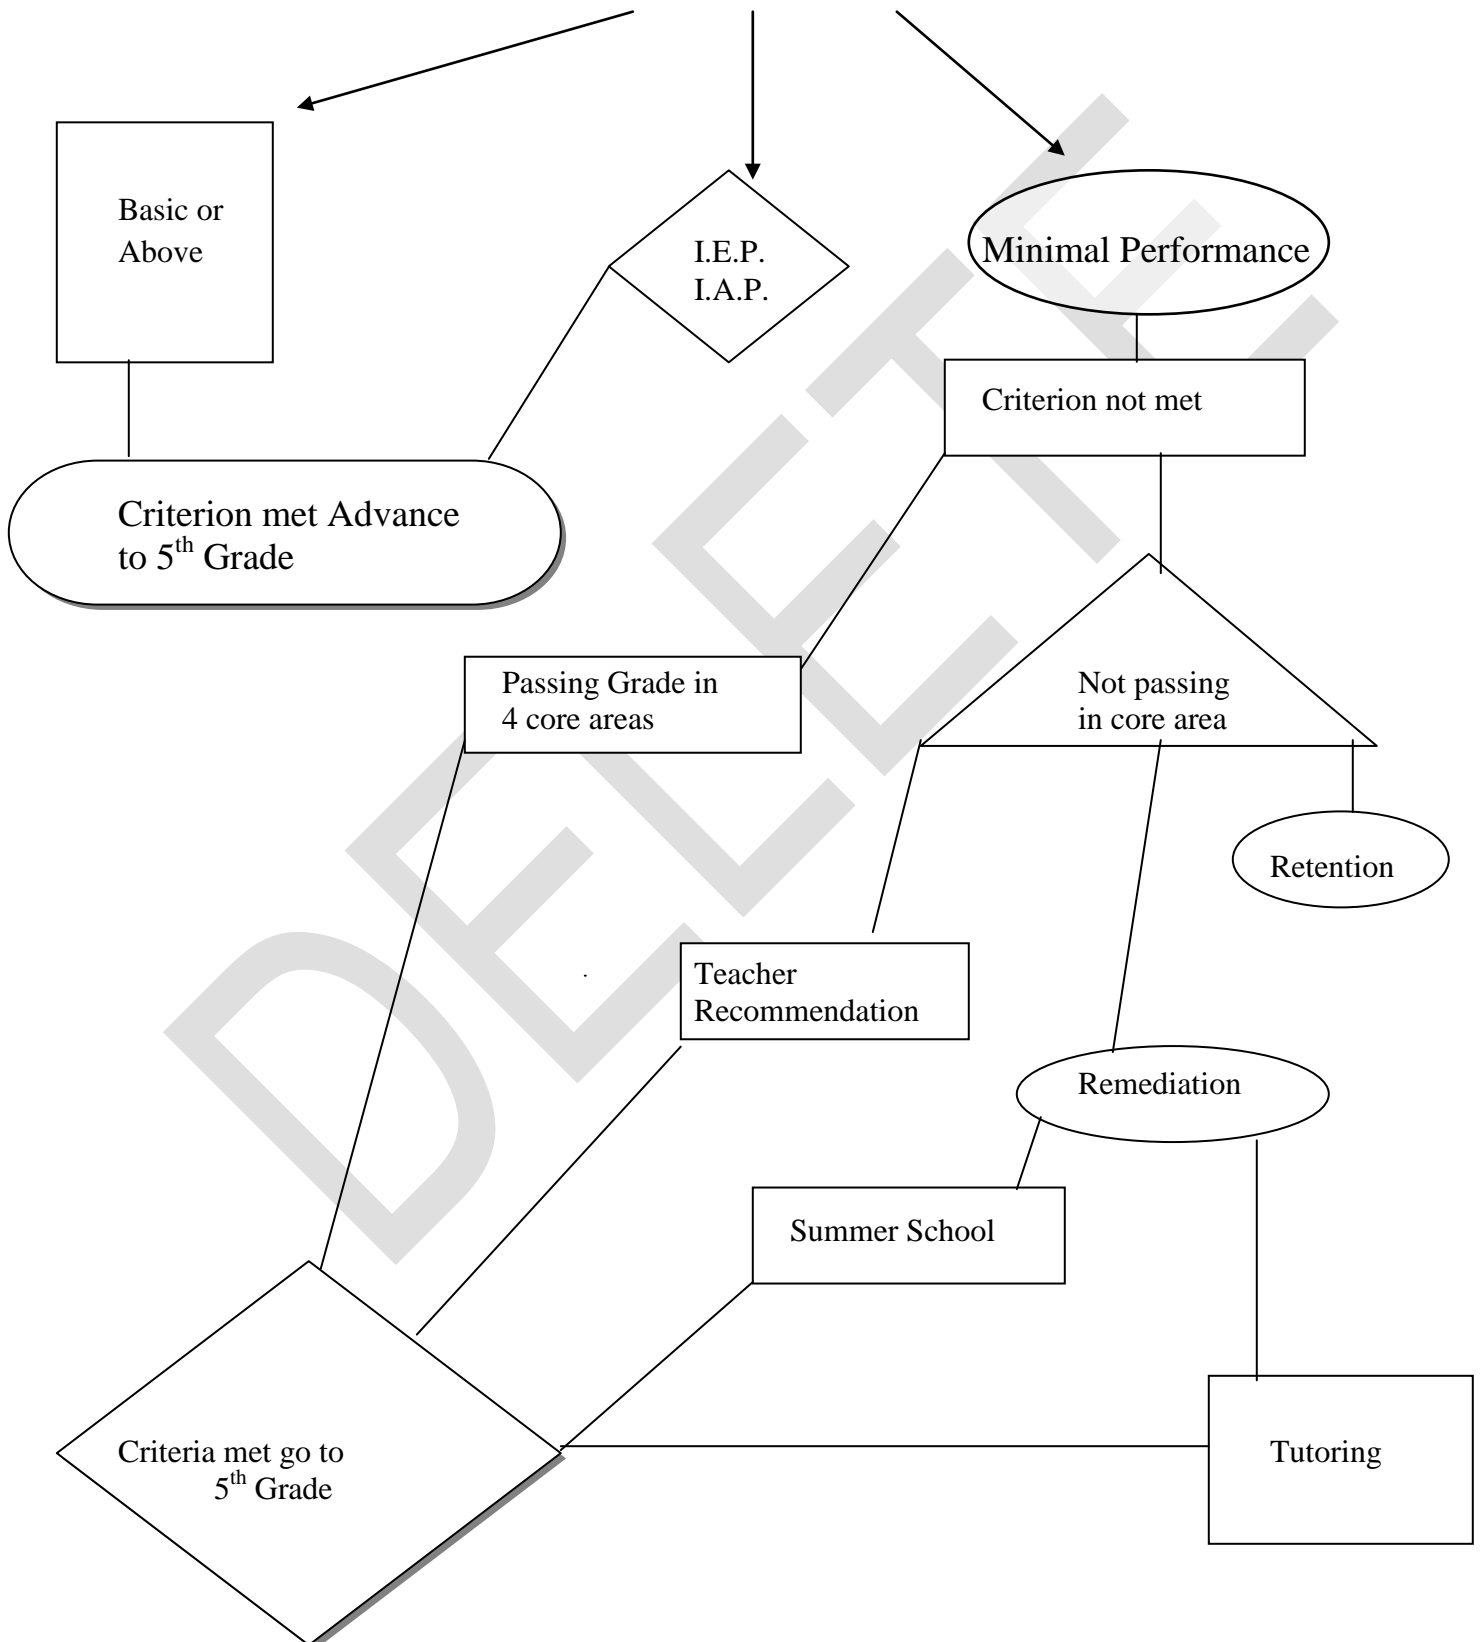 Basic or
Above
I.E.P.
I.A.P.
Minimal Performance
Criterion not met
Criterion met Advance
to 5th Grade
Passing Grade in
4 core areas
Not passing
in core area
Retention
Teacher
Recommendation
Remediation
Summer School
Criteria met go to
5th Grade
Tutoring
DELETE